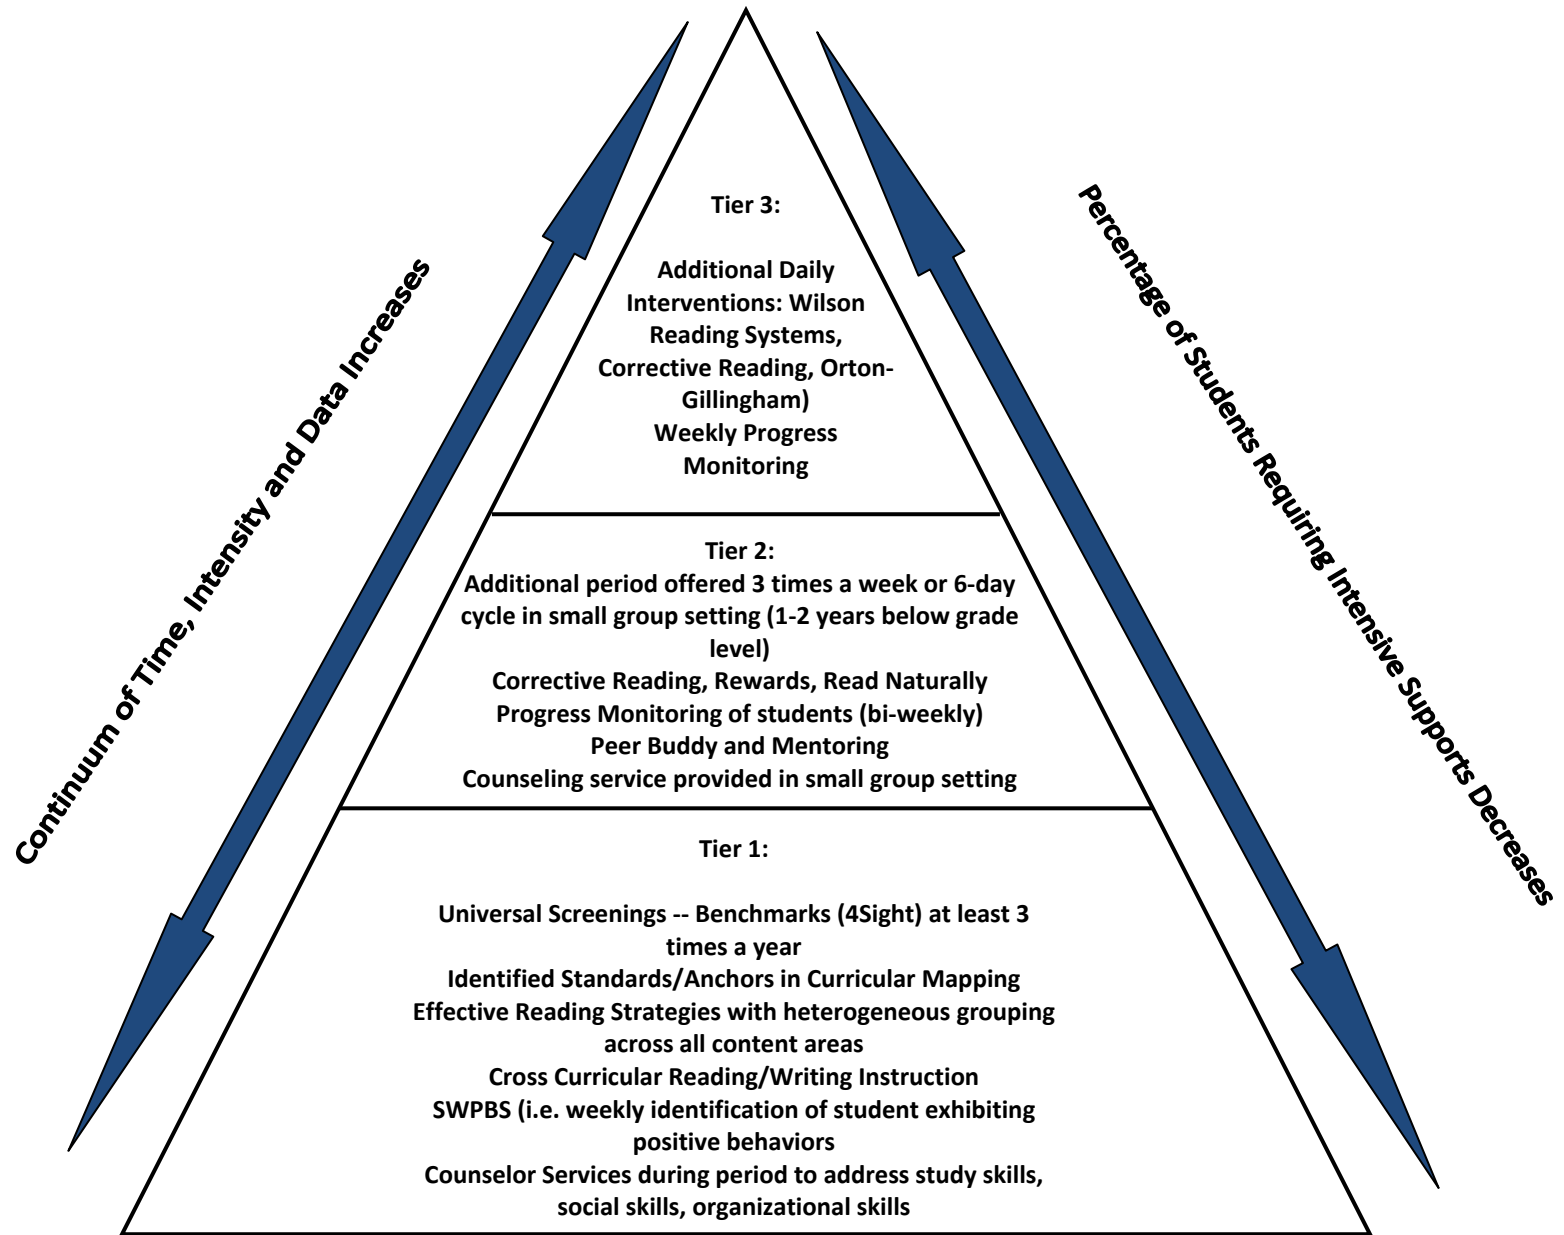 Tier 3:
Additional Daily
Interventions: Wilson
Reading Systems,
Corrective Reading, Orton-
Gillingham)
Weekly Progress
Monitoring
Continuum of Time, Intensity and Data Increases
Percentage of Students Requiring Intensive Supports Decreases
Tier 2:
Additional period offered 3 times a week or 6-day
cycle in small group setting (1-2 years below grade
level)
Corrective Reading, Rewards, Read Naturally
Progress Monitoring of students (bi-weekly)
Peer Buddy and Mentoring
Counseling service provided in small group setting
Tier 1:
Universal Screenings -- Benchmarks (4Sight) at least 3
times a year
Identified Standards/Anchors in Curricular Mapping
Effective Reading Strategies with heterogeneous grouping
across all content areas
Cross Curricular Reading/Writing Instruction
SWPBS (i.e. weekly identification of student exhibiting
positive behaviors
Counselor Services during period to address study skills,
social skills, organizational skills